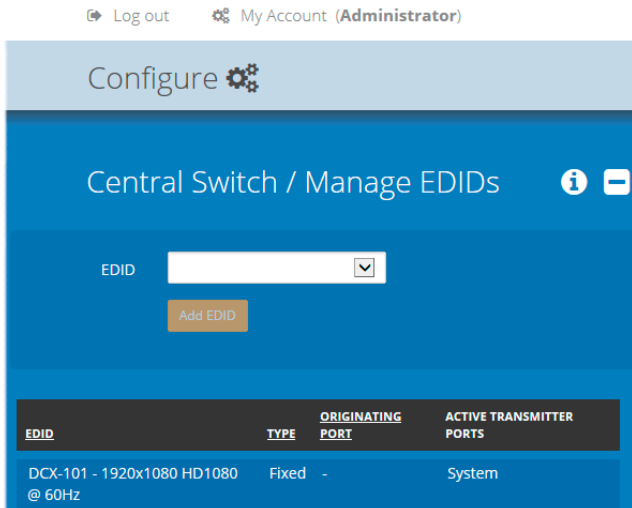 Log out My Account (Administrator)
Configure
Central Switch / Manage EDIDs
EDID
Add EDID
EDID TYPE ORIGINATING PORT ACTIVE TRANSMITTER PORTS
DCX-101 - 1920x1080 HD1080 Fixed - System
@ 60Hz